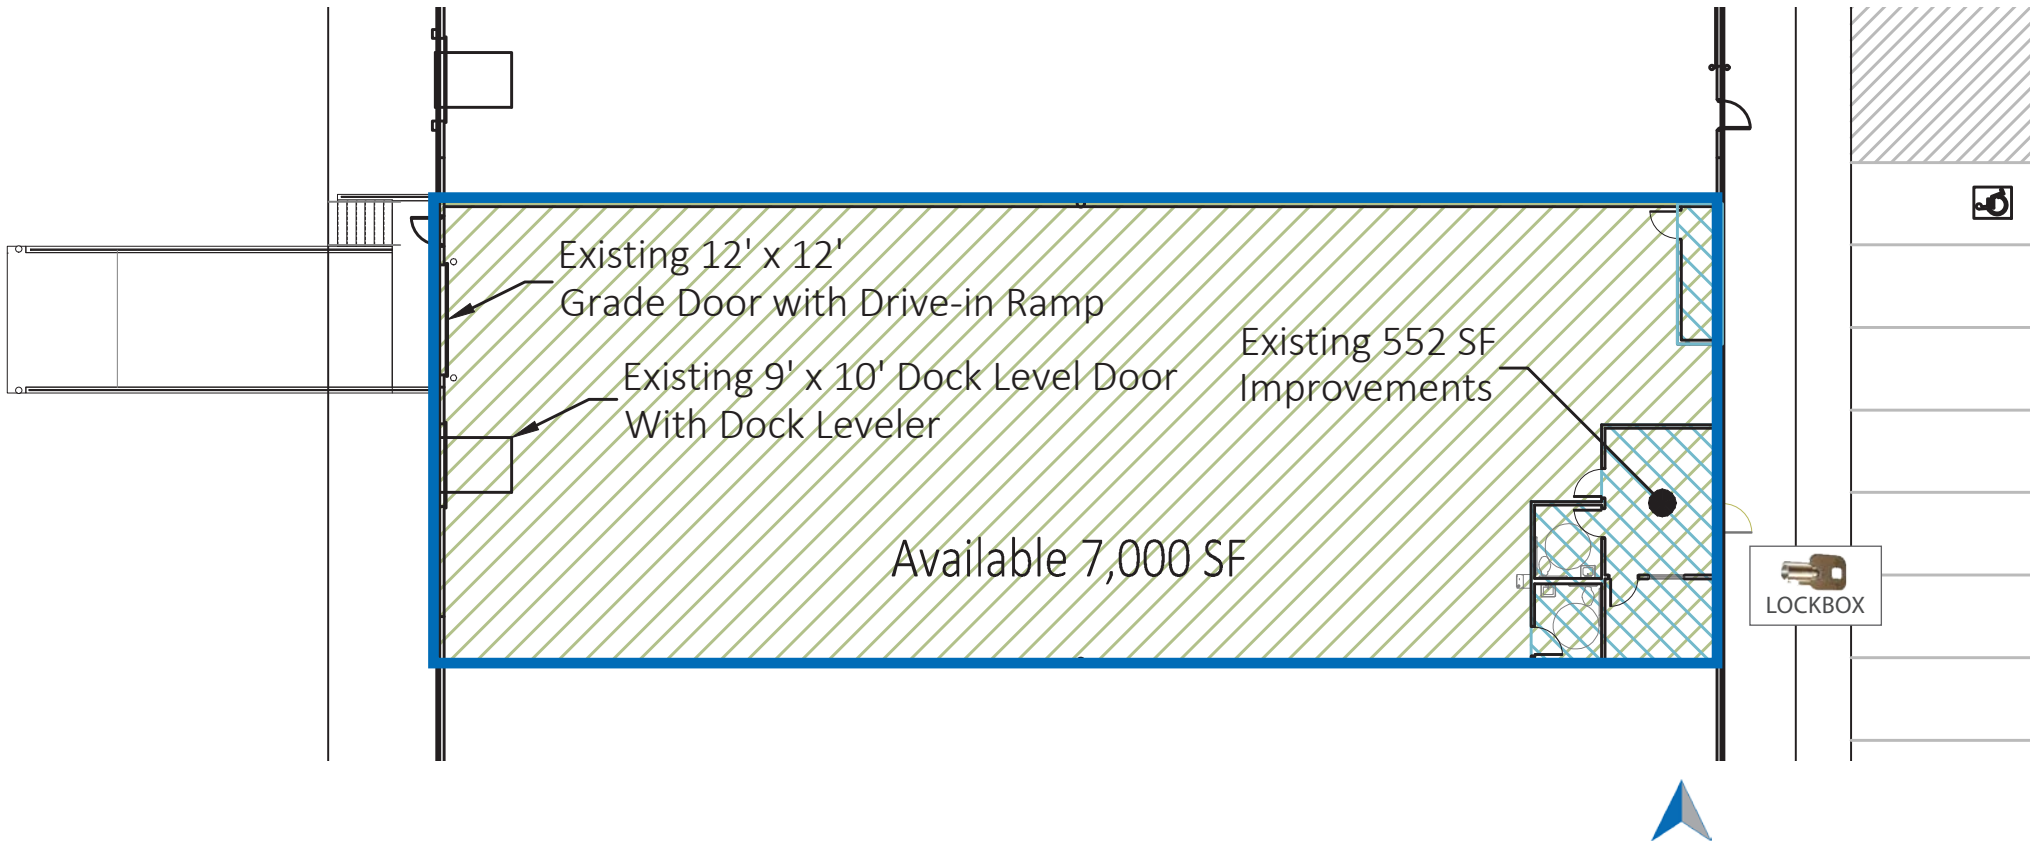 Existing 12' x 12'
Grade Door with Drive-in Ramp
Existing 9' x 10' Dock Level Door
With Dock Leveler
Existing 552 SF
Improvements
Available 7,000 SF
LOCKBOX